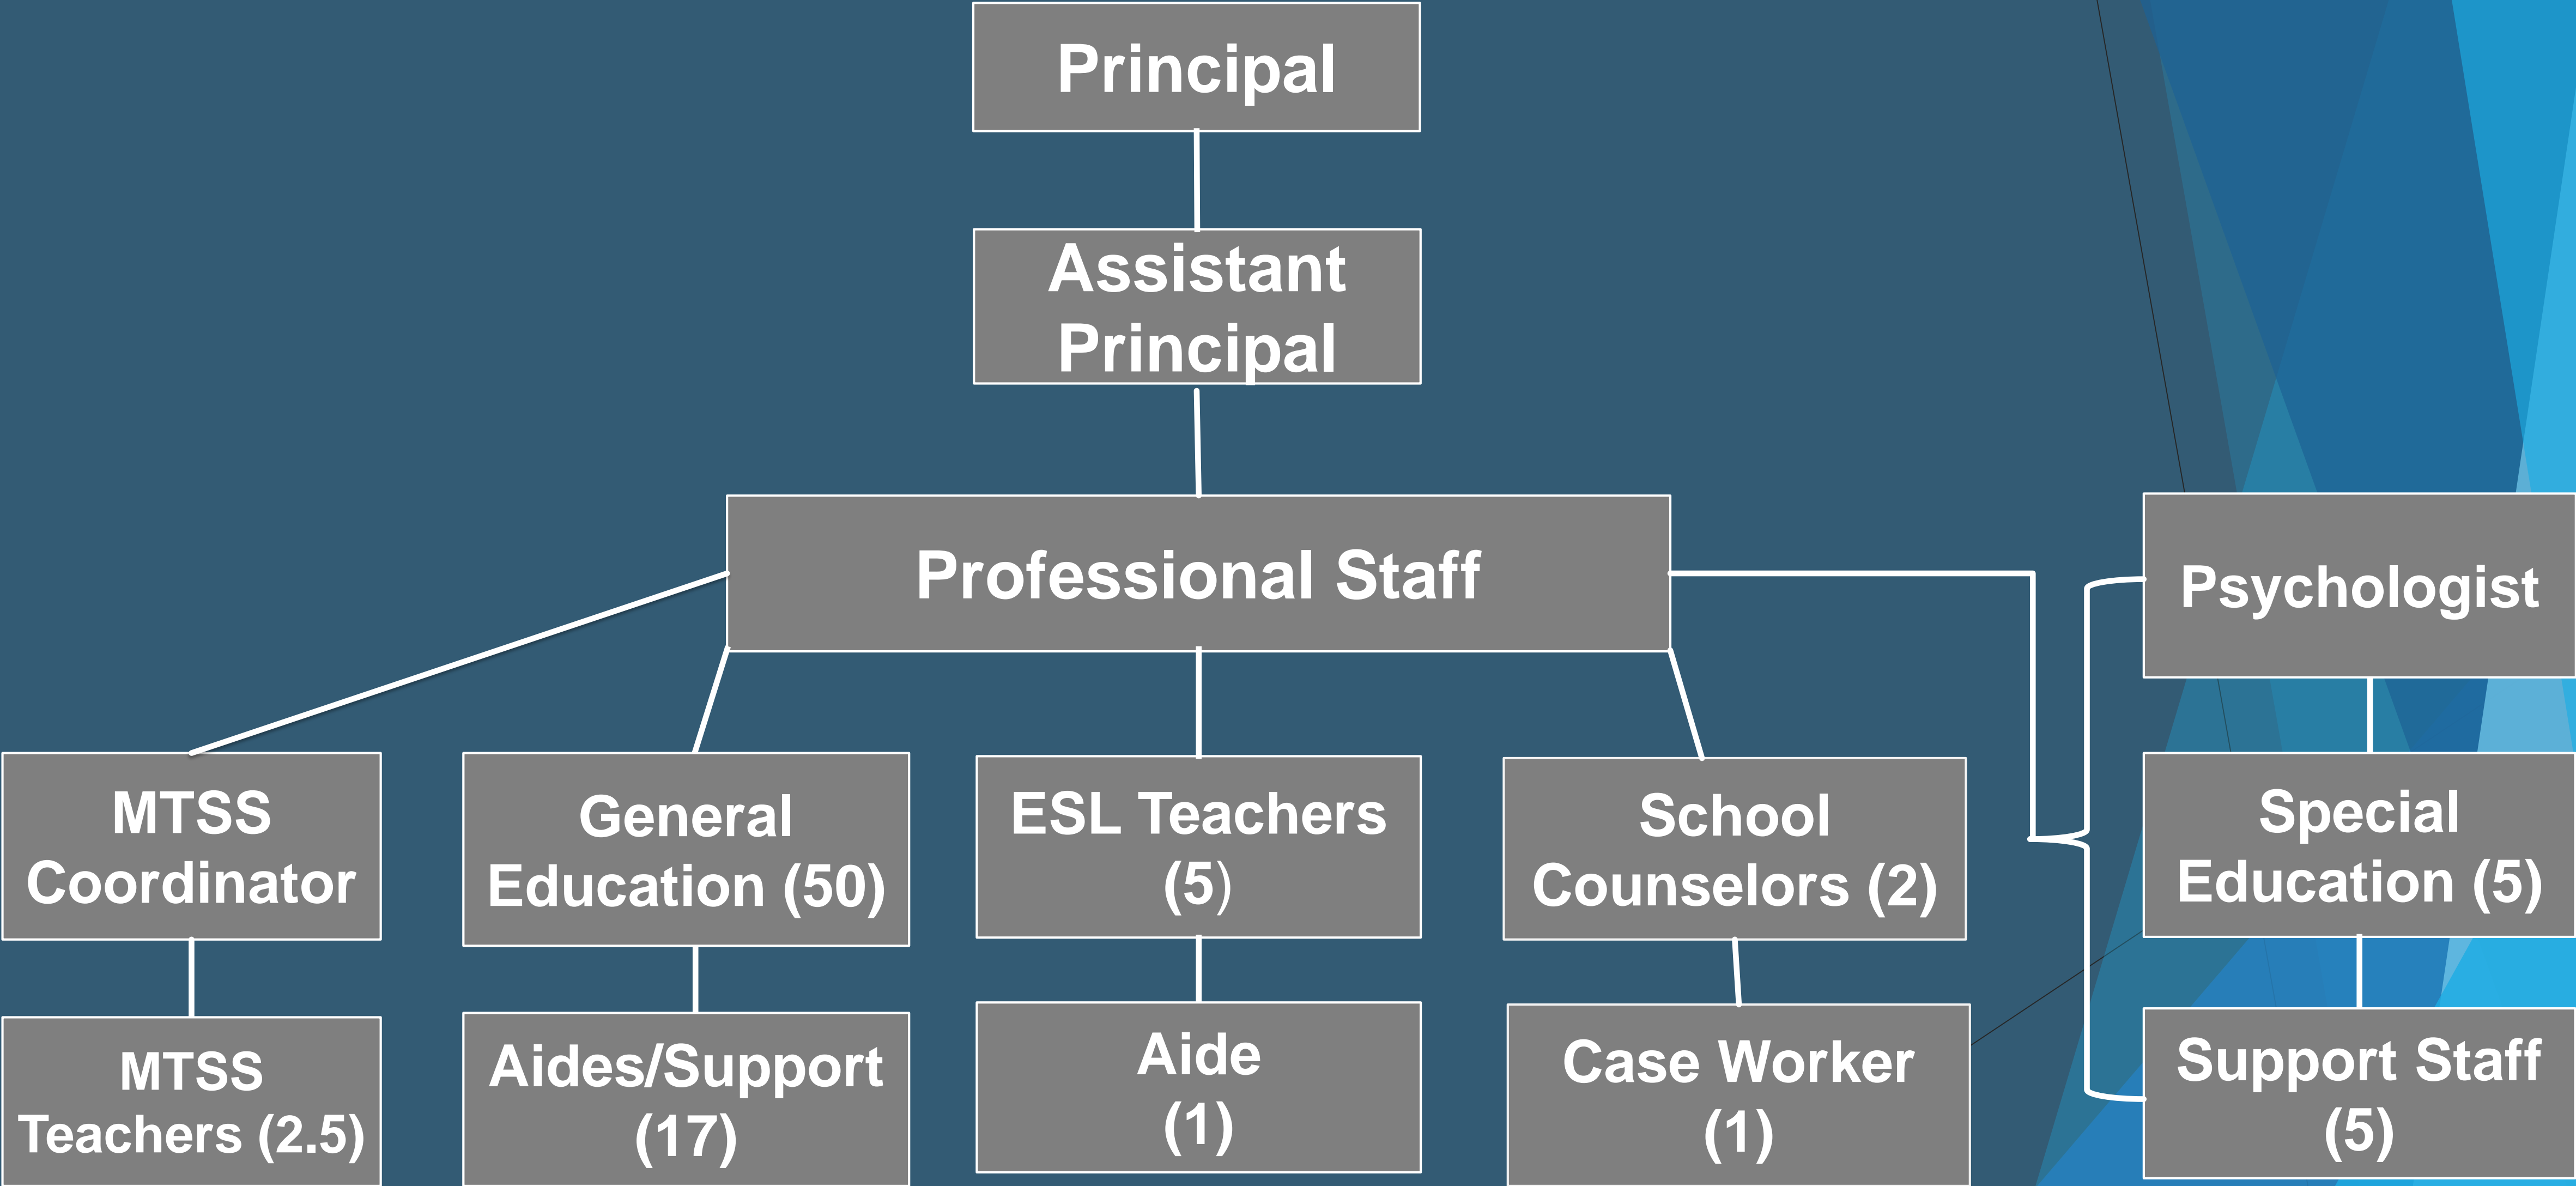 Principal
Assistant
Principal
Professional Staff
Psychologist
MTSS
Coordinator
General
Education (50)
ESL Teachers
(5)
School
Counselors (2)
Special
Education (5)
MTSS
Teachers (2.5)
Aides/Support
(17)
Aide
(1)
Case Worker
(1)
Support Staff
(5)